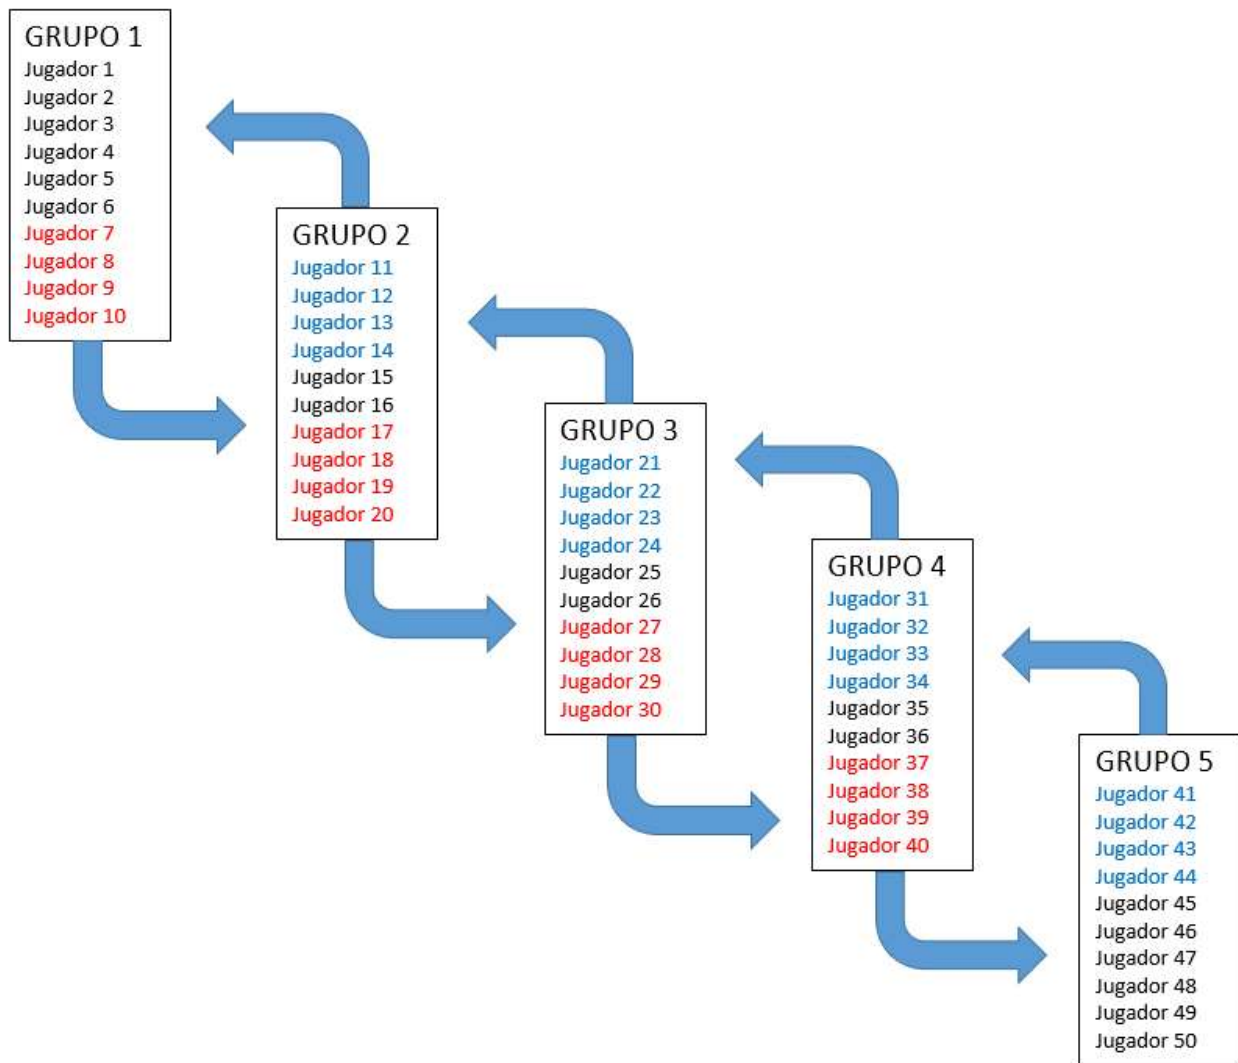 GRUPO 1
Jugador 1
Jugador 2
Jugador 3
Jugador 4
Jugador 5
Jugador 6
Jugador 7
Jugador 8
Jugador 9
Jugador 10
GRUPO 2
Jugador 11
Jugador 12
Jugador 13
Jugador 14
Jugador 15
Jugador 16
Jugador 17
Jugador 18
Jugador 19
Jugador 20
GRUPO 3
Jugador 21
Jugador 22
Jugador 23
Jugador 24
Jugador 25
Jugador 26
Jugador 27
Jugador 28
Jugador 29
Jugador 30
GRUPO 4
Jugador 31
Jugador 32
Jugador 33
Jugador 34
Jugador 35
Jugador 36
Jugador 37
Jugador 38
Jugador 39
Jugador 40
GRUPO 5
Jugador 41
Jugador 42
Jugador 43
Jugador 44
Jugador 45
Jugador 46
Jugador 47
Jugador 48
Jugador 49
Jugador 50